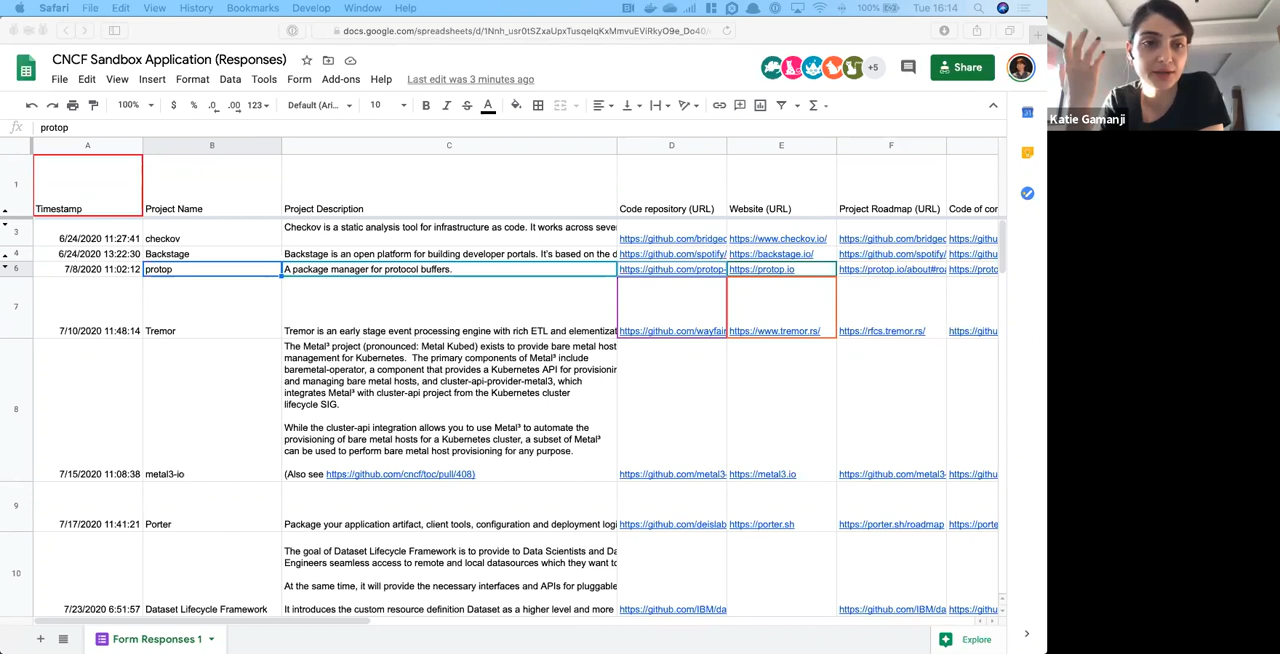 Safari File Edit View History Bookmarks Develop Window Help 100% Tue 16:14
docs.google.com/spreadsheets/d/1Nnh_usr0tSZxaUpxTusqelqKxMmvuEViRkyO9e_Do40/
CNCF Sandbox Application (Responses)
File Edit View Insert Format Data Tools Form Add-ons Help Last edit was 3 minutes ago
+5 Share
100% $ % .0 .00 123 Default (Ari... 10 B I S A
fx protop
Katie Gamanji
A B C D E F
1 Timestamp Project Name Project Description Code repository (URL) Website (URL) Project Roadmap (URL) Code of con
3 6/24/2020 11:27:41 checkov Checkov is a static analysis tool for infrastructure as code. It works across seve https://github.com/bridgec https://www.checkov.io/ https://github.com/bridgec https://githu
4 6/24/2020 13:22:30 Backstage Backstage is an open platform for building developer portals. It's based on the d https://github.com/spotify/ https://backstage.io/ https://github.com/spotify/ https://githu
6 7/8/2020 11:02:12 protop A package manager for protocol buffers. https://github.com/protop- https://protop.io https://protop.io/about#roa https://proto
7 7/10/2020 11:48:14 Tremor Tremor is an early stage event processing engine with rich ETL and elementizat https://github.com/wayfair https://www.tremor.rs/ https://rfcs.tremor.rs/ https://githu
The Metal³ project (pronounced: Metal Kubed) exists to provide bare metal host
management for Kubernetes. The primary components of Metal³ include
baremetal-operator, a component that provides a Kubernetes API for provisionin
and managing bare metal hosts, and cluster-api-provider-metal3, which
integrates Metal³ with cluster-api project from the Kubernetes cluster
lifecycle SIG.
8
While the cluster-api integration allows you to use Metal³ to automate the
provisioning of bare metal hosts for a Kubernetes cluster, a subset of Metal³
can be used to perform bare metal host provisioning for any purpose.
7/15/2020 11:08:38 metal3-io (Also see https://github.com/cncf/toc/pull/408) https://github.com/metal3- https://metal3.io https://github.com/metal3- https://githu
9 7/17/2020 11:41:21 Porter Package your application artifact, client tools, configuration and deployment logi https://github.com/deislab https://porter.sh https://porter.sh/roadmap https://porte
The goal of Dataset Lifecycle Framework is to provide to Data Scientists and Da
Engineers seamless access to remote and local datasources which they want to
10
At the same time, it will provide the necessary interfaces and APIs for pluggable
7/23/2020 6:51:57 Dataset Lifecycle Framework It introduces the custom resource definition Dataset as a higher level and more https://github.com/IBM/da https://github.com/IBM/da https://githu
Form Responses 1 Explore